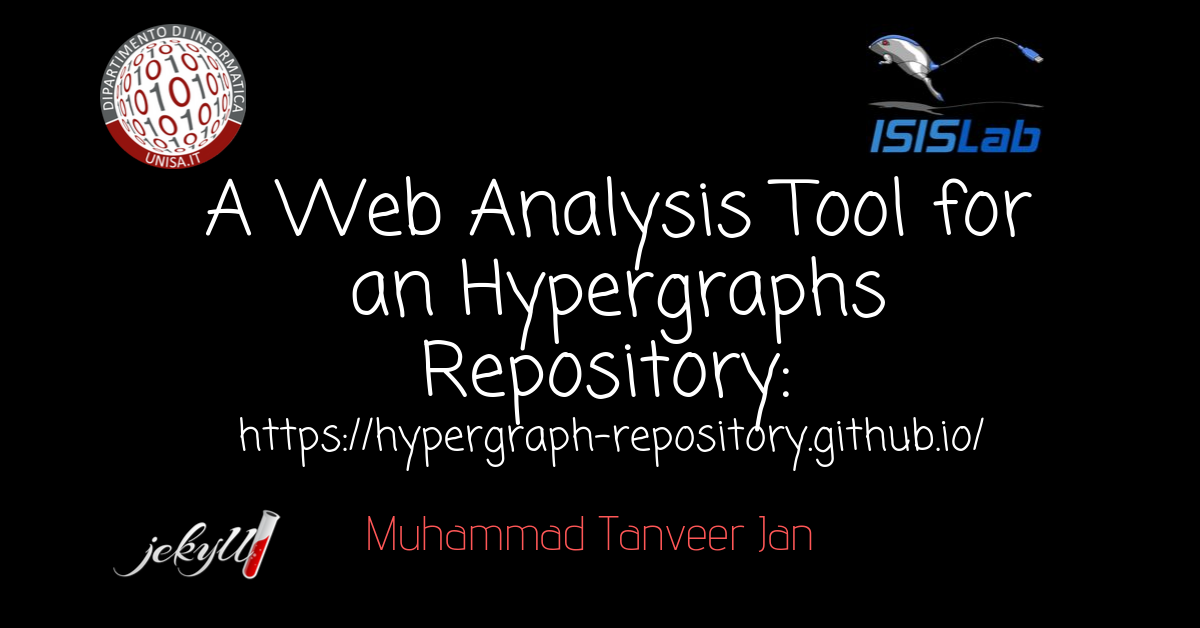 DIPARTIMENTO DI INFORMATICA
UNISA.IT
ISISLab
A Web Analysis Tool for
an Hypergraphs
Repository:
https://hypergraph-repository.github.io/
jekyll
Muhammad Tanveer Jan